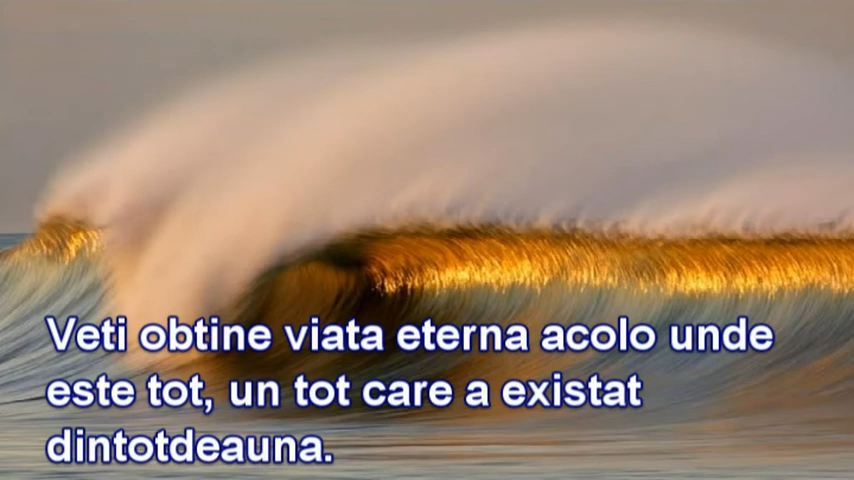 Veti obtine viata eterna acolo unde
este tot, un tot care a existat
dintotdeauna.